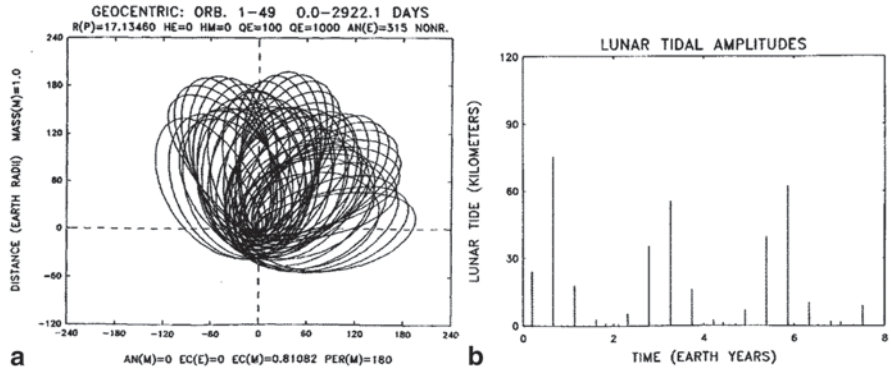 GEOCENTRIC: ORB. 1-49 0.0-2922.1 DAYS
R(P)=17.13460 HE=0 HM=0 QE=100 QE=1000 AN(E)=315 NONR.
DISTANCE (EARTH RADII) MASS(M)=1.0
240
180
120
60
0
-60
-120
-240 -180 -120 -60 0 60 120 180 240
AN(M)=0 EC(E)=0 EC(M)=0.81082 PER(M)=180
a
LUNAR TIDAL AMPLITUDES
LUNAR TIDE (KILOMETERS)
120
90
60
30
0
0 2 4 6 8
TIME (EARTH YEARS)
b